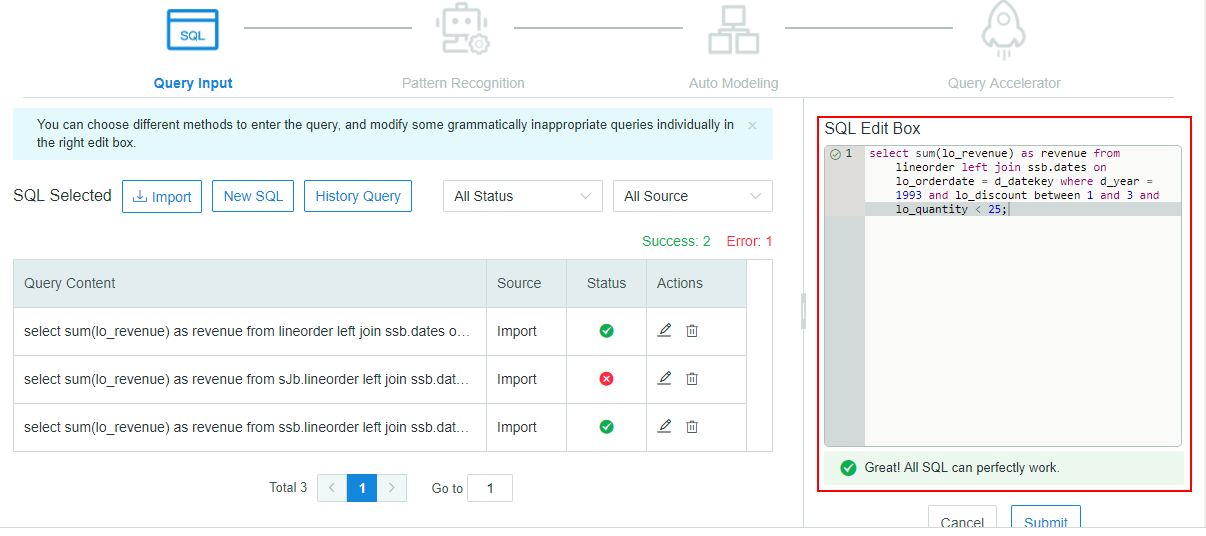 SQL
Query Input
Pattern Recognition
Auto Modeling
Query Accelerator
You can choose different methods to enter the query, and modify some grammatically inappropriate queries individually in
the right edit box.
×
SQL Selected
Import
New SQL
History Query
All Status
All Source
Success: 2 Error: 1
Query Content Source Status Actions
select sum(lo_revenue) as revenue from lineorder left join ssb.dates o... Import
select sum(lo_revenue) as revenue from sJb.lineorder left join ssb.dat... Import
select sum(lo_revenue) as revenue from ssb.lineorder left join ssb.dat... Import
Total 3 < 1 > Go to 1
SQL Edit Box
1 select sum(lo_revenue) as revenue from
lineorder left join ssb.dates on
lo_orderdate = d_datekey where d_year =
1993 and lo_discount between 1 and 3 and
lo_quantity < 25;
Great! All SQL can perfectly work.
Cancel
Submit